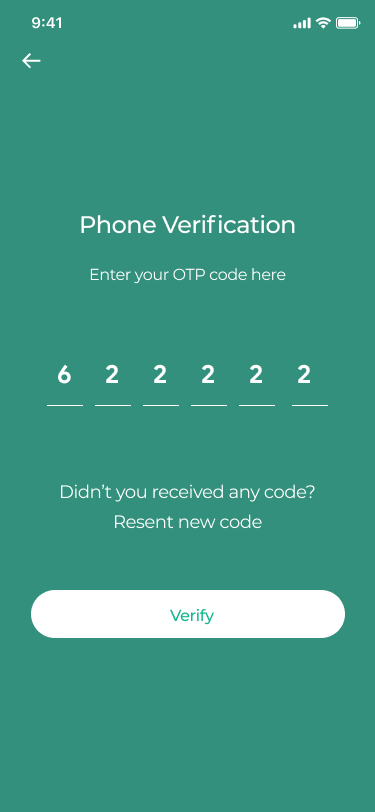 9:41
Phone Verification
Enter your OTP code here
6 2 2 2 2 2
Didn’t you received any code?
Resent new code
Verify